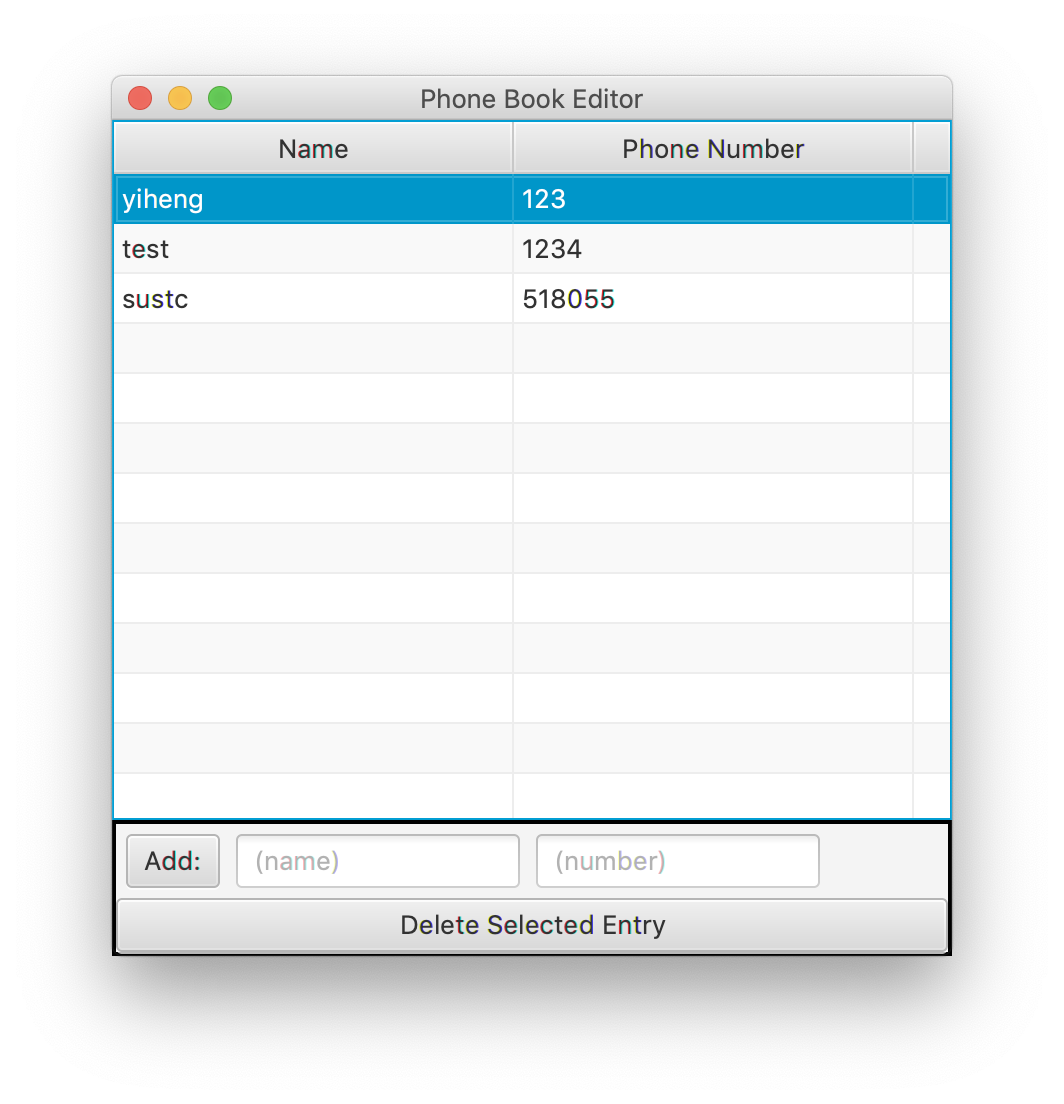 Phone Book Editor
Name Phone Number
yiheng 123
test 1234
sustc 518055
Add: (name) (number)
Delete Selected Entry